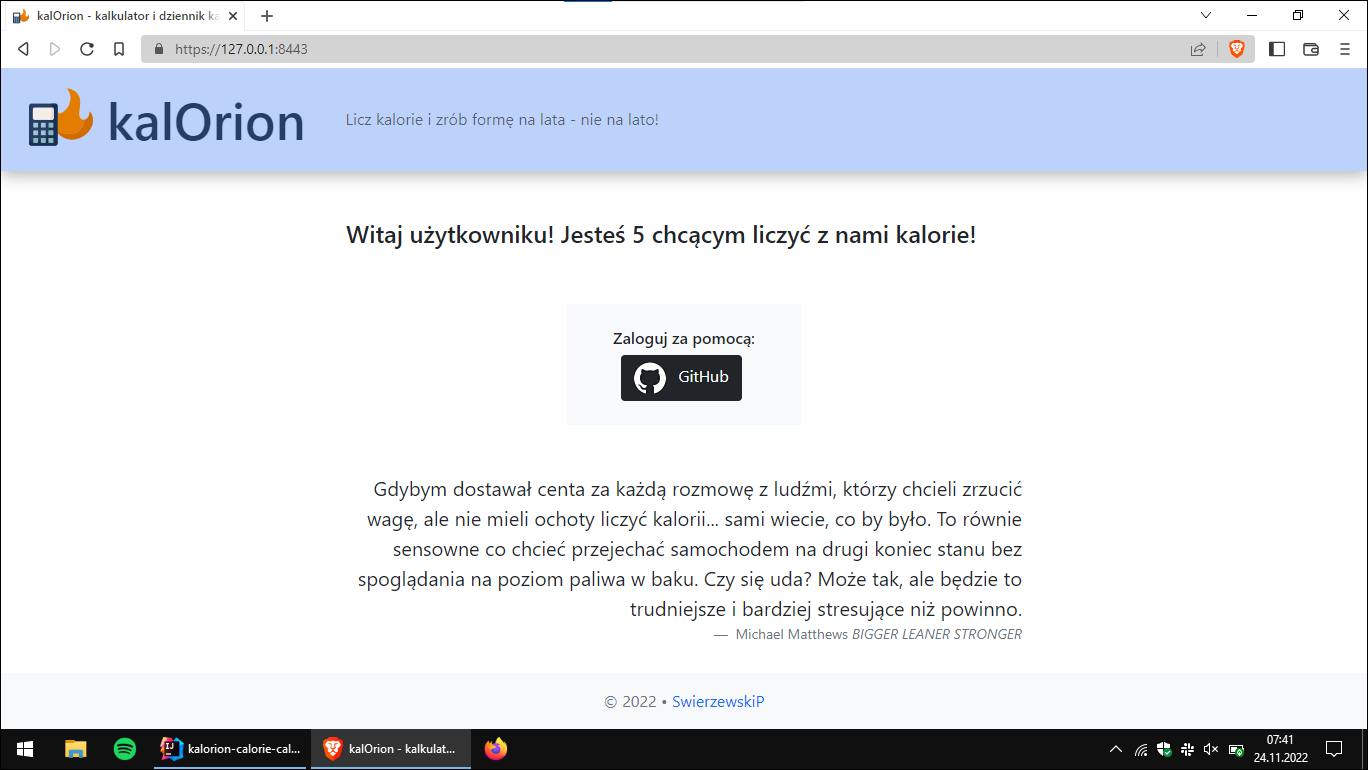 kalOrion - kalkulator i dziennik ka
https://127.0.0.1:8443
kalOrion
Licz kalorie i zrób formę na lata - nie na lato!
Witaj użytkowniku! Jesteś 5 chcącym liczyć z nami kalorie!
Zaloguj za pomocą:
GitHub
Gdybym dostawał centa za każdą rozmowę z ludźmi, którzy chcieli zrzucić
wagę, ale nie mieli ochoty liczyć kalorii... sami wiecie, co by było. To równie
sensowne co chcieć przejechać samochodem na drugi koniec stanu bez
spoglądania na poziom paliwa w baku. Czy się uda? Może tak, ale będzie to
trudniejsze i bardziej stresujące niż powinno.
— Michael Matthews BIGGER LEANER STRONGER
© 2022 • SwierzewskiP
IJ
kalorion-calorie-cal...
kalOrion - kalkulat...
07:41
24.11.2022